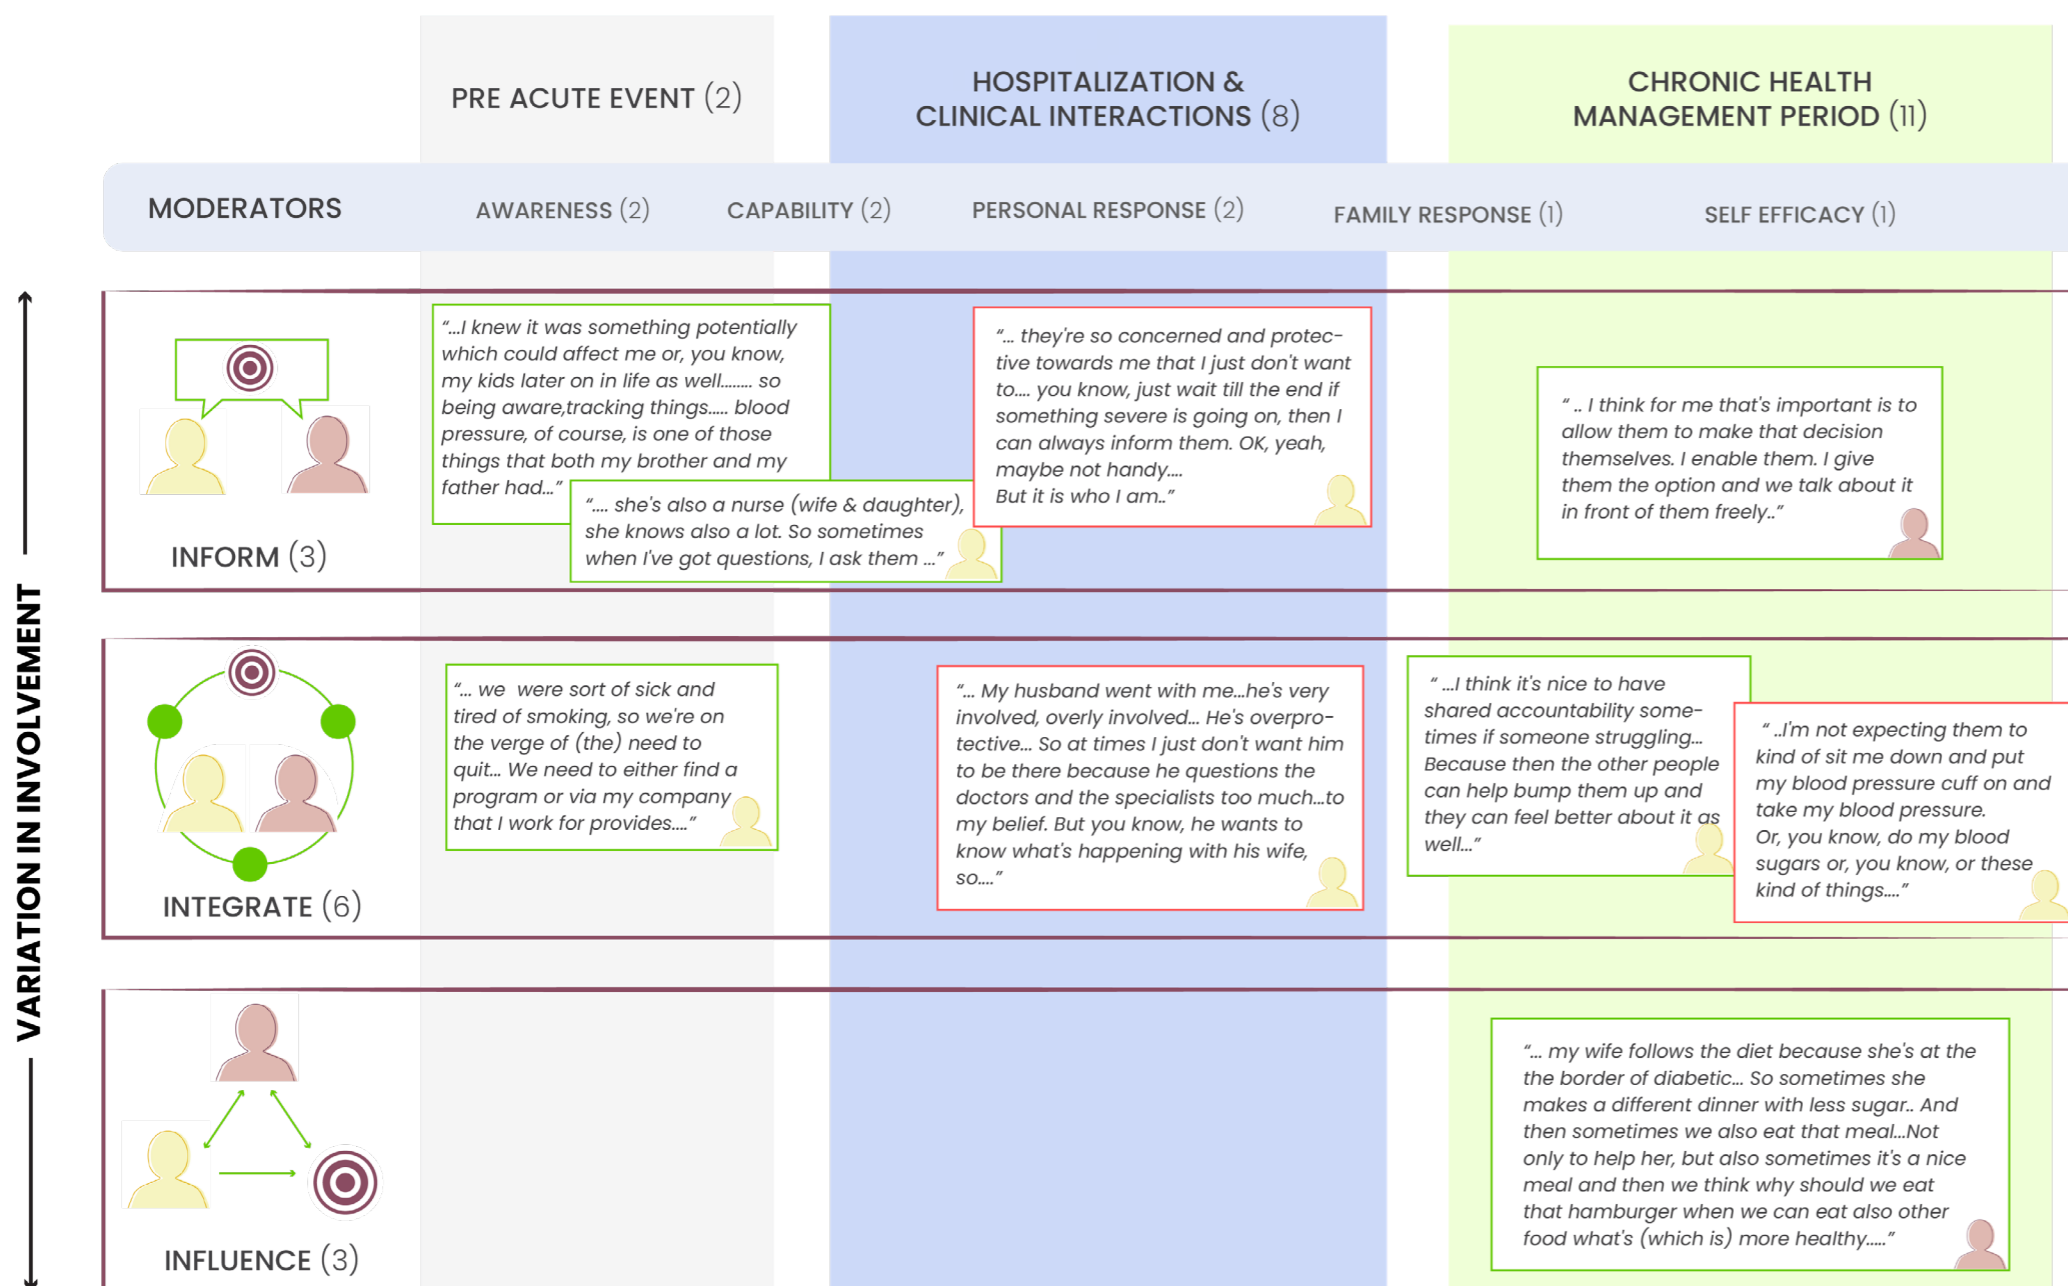 PRE ACUTE EVENT (2)
HOSPITALIZATION &
CLINICAL INTERACTIONS (8)
CHRONIC HEALTH
MANAGEMENT PERIOD (11)
MODERATORS
AWARENESS (2)
CAPABILITY (2)
PERSONAL RESPONSE (2)
FAMILY RESPONSE (1)
SELF EFFICACY (1)
VARIATION IN INVOLVEMENT
INFORM (3)
“...I knew it was something potentially
which could affect me or, you know,
my kids later on in life as well........ so
being aware,tracking things..... blood
pressure, of course, is one of those
things that both my brother and my
father had...”
“.... she's also a nurse (wife & daughter),
she knows also a lot. So sometimes
when I've got questions, I ask them ...”
“... they're so concerned and protec-
tive towards me that I just don't want
to.... you know, just wait till the end if
something severe is going on, then I
can always inform them. OK, yeah,
maybe not handy....
But it is who I am..”
“ .. I think for me that's important is to
allow them to make that decision
themselves. I enable them. I give
them the option and we talk about it
in front of them freely..”
INTEGRATE (6)
“... we were sort of sick and
tired of smoking, so we're on
the verge of (the) need to
quit... We need to either find a
program or via my company
that I work for provides....”
“... My husband went with me...he's very
involved, overly involved... He's overpro-
tective... So at times I just don't want him
to be there because he questions the
doctors and the specialists too much...to
my belief. But you know, he wants to
know what's happening with his wife,
so....”
“ ...I think it's nice to have
shared accountability some-
times if someone struggling...
Because then the other people
can help bump them up and
they can feel better about it as
well...”
“ ..I'm not expecting them to
kind of sit me down and put
my blood pressure cuff on and
take my blood pressure.
Or, you know, do my blood
sugars or, you know, or these
kind of things....”
INFLUENCE (3)
“... my wife follows the diet because she's at the
the border of diabetic... So sometimes she
makes a different dinner with less sugar.. And
then sometimes we also eat that meal...Not
only to help her, but also sometimes it's a nice
meal and then we think why should we eat
that hamburger when we can eat also other
food what's (which is) more healthy.....”